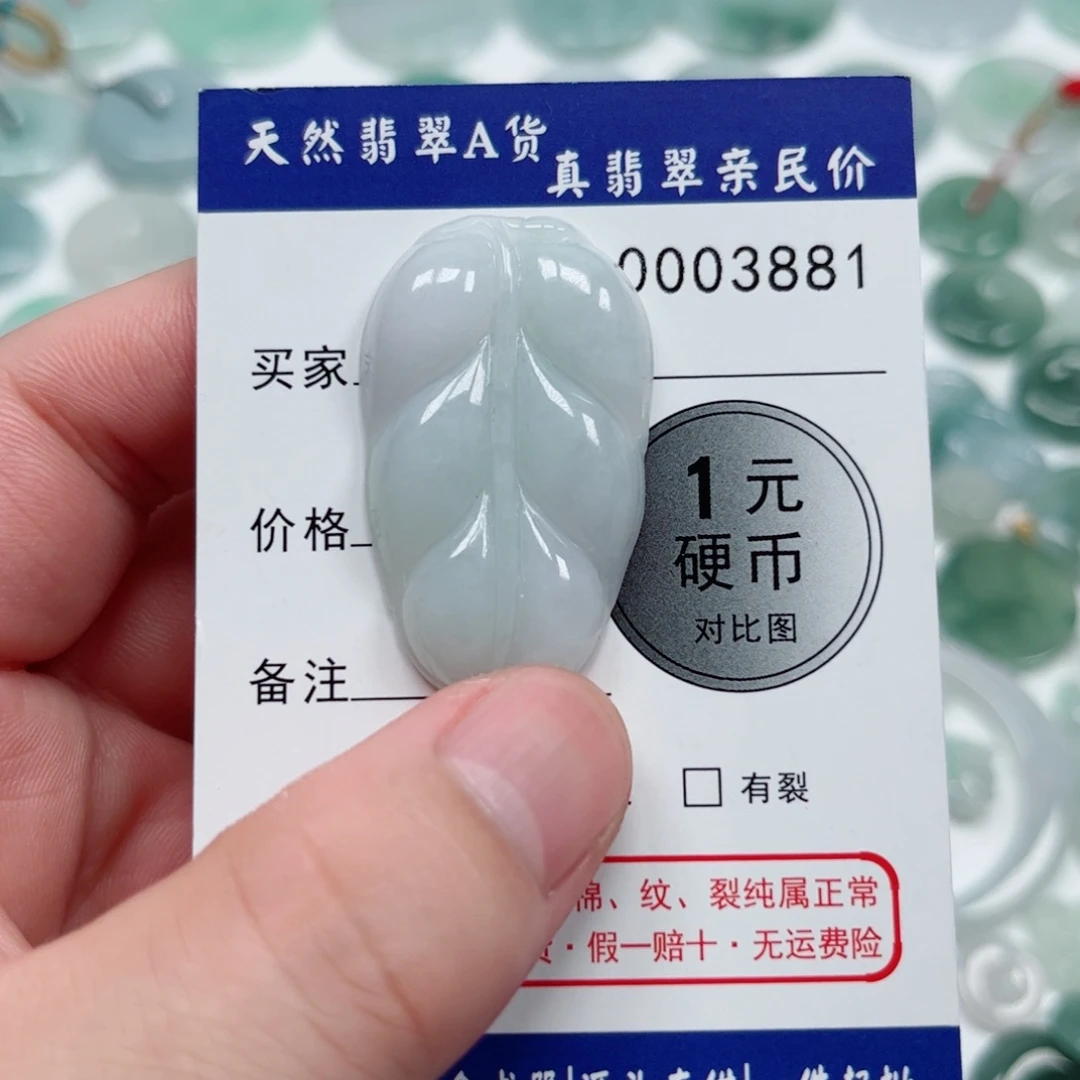 天然翡翠A货
真翡翠亲民价
0003881
买家
1元
硬币
对比图
价格
备注
有裂
棉、纹、裂纯属正常
货·假一赔十·无运费险